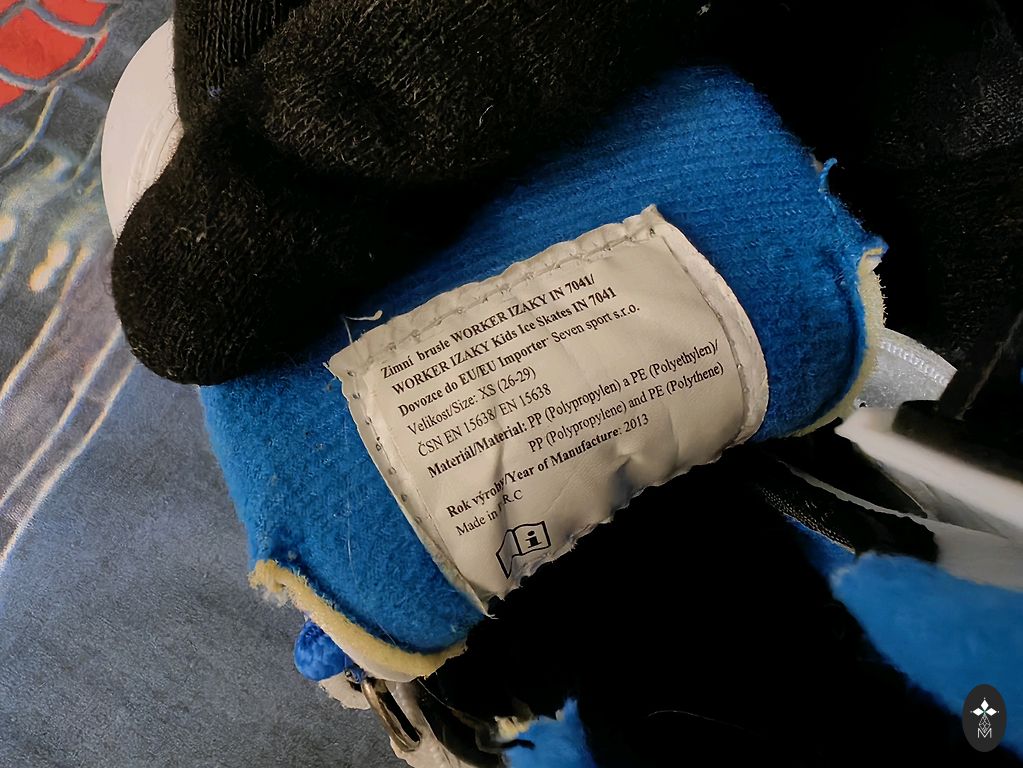 Zimní brusle WORKER IZAKY IN 7041/
WORKER IZAKY Kids Ice Skates IN 7041
Dovozce do EU/EU Importer Seven sport s.r.o.
Velikost/Size: XS (26-29)
ČSN EN 15638/ EN 15638
Materiál/Material: PP (Polypropylen) a PE (Polyethylen)/
PP (Polypropylene) and PE (Polythene)
Rok výroby/Year of Manufacture: 2013
Made in P.R.C
i
M